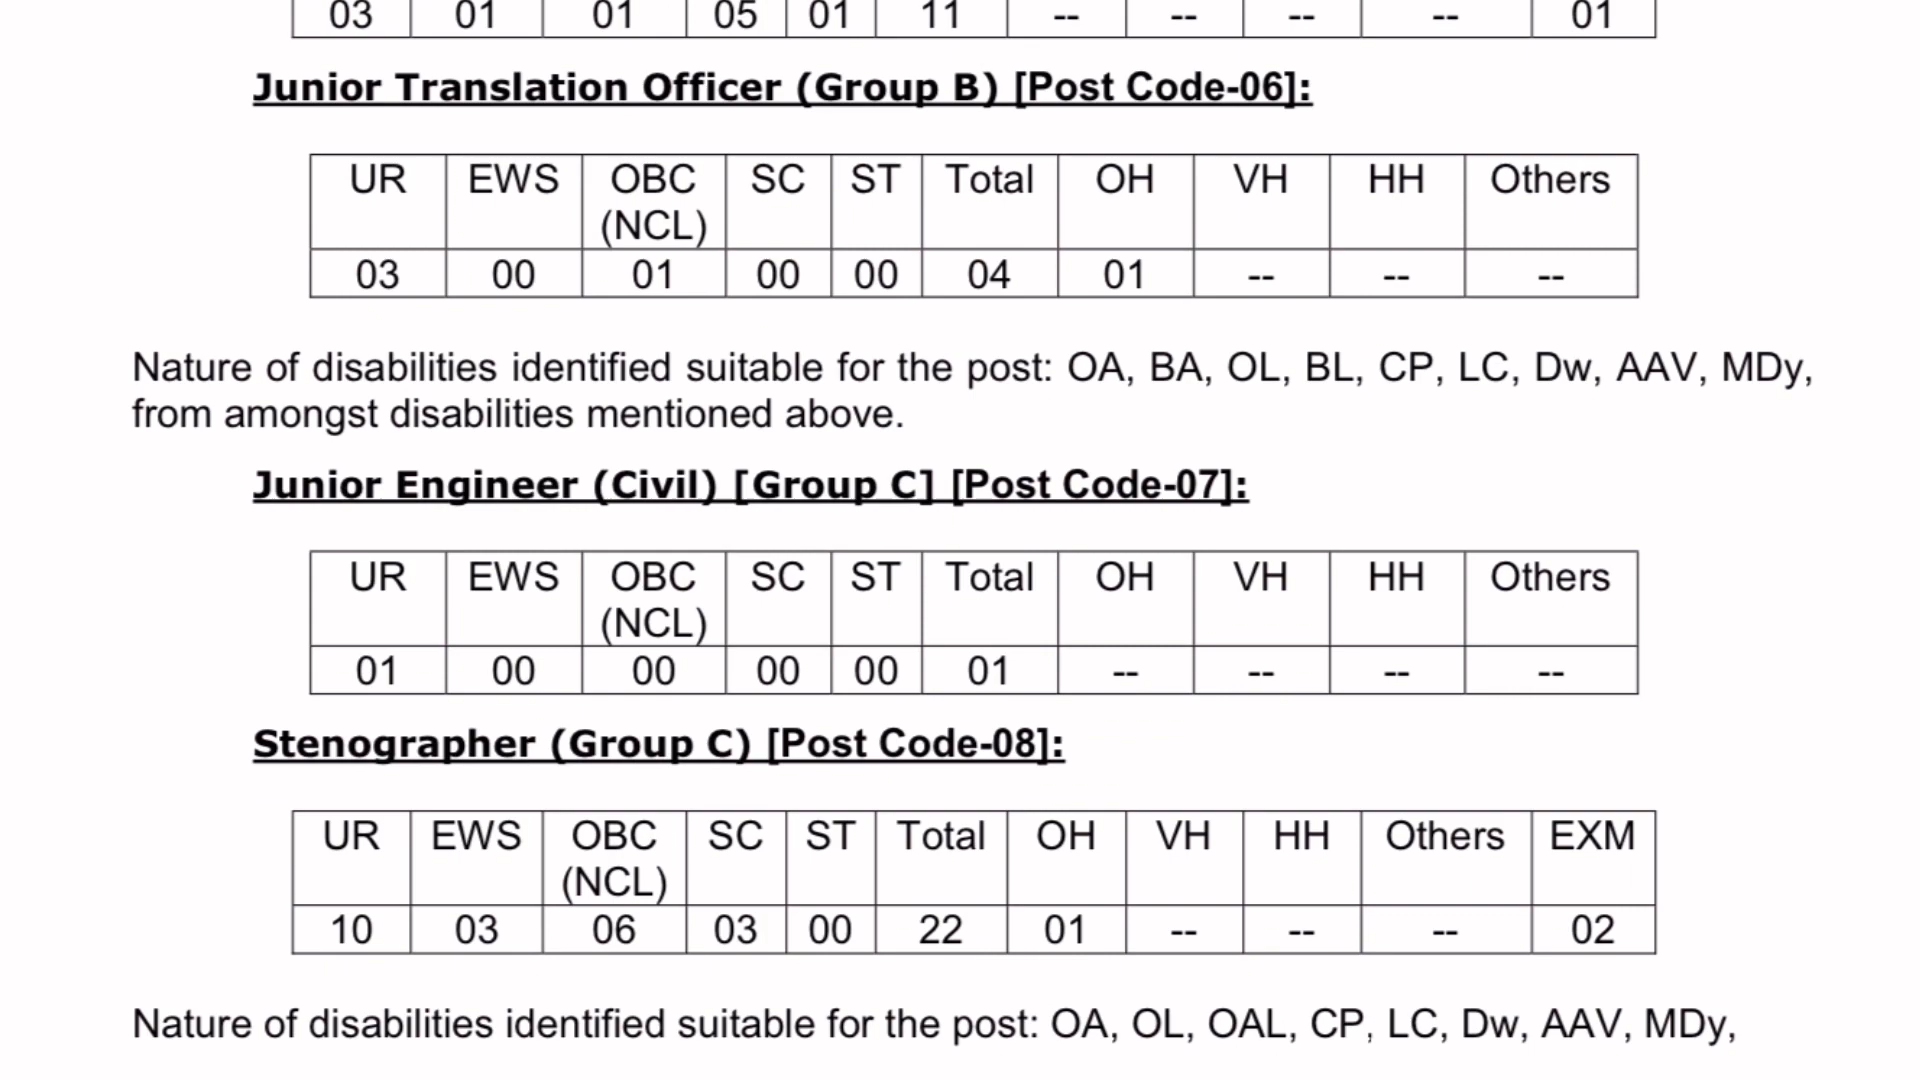 03 01 01 05 01 11 -- -- -- -- 01
Junior Translation Officer (Group B) [Post Code-06]:
UR EWS OBC SC ST Total OH VH HH Others
(NCL)
03 00 01 00 00 04 01 -- -- --
Nature of disabilities identified suitable for the post: OA, BA, OL, BL, CP, LC, Dw, AAV, MDy,
from amongst disabilities mentioned above.
Junior Engineer (Civil) [Group C] [Post Code-07]:
UR EWS OBC SC ST Total OH VH HH Others
(NCL)
01 00 00 00 00 01 -- -- -- --
Stenographer (Group C) [Post Code-08]:
UR EWS OBC SC ST Total OH VH HH Others EXM
(NCL)
10 03 06 03 00 22 01 -- -- -- 02
Nature of disabilities identified suitable for the post: OA, OL, OAL, CP, LC, Dw, AAV, MDy,